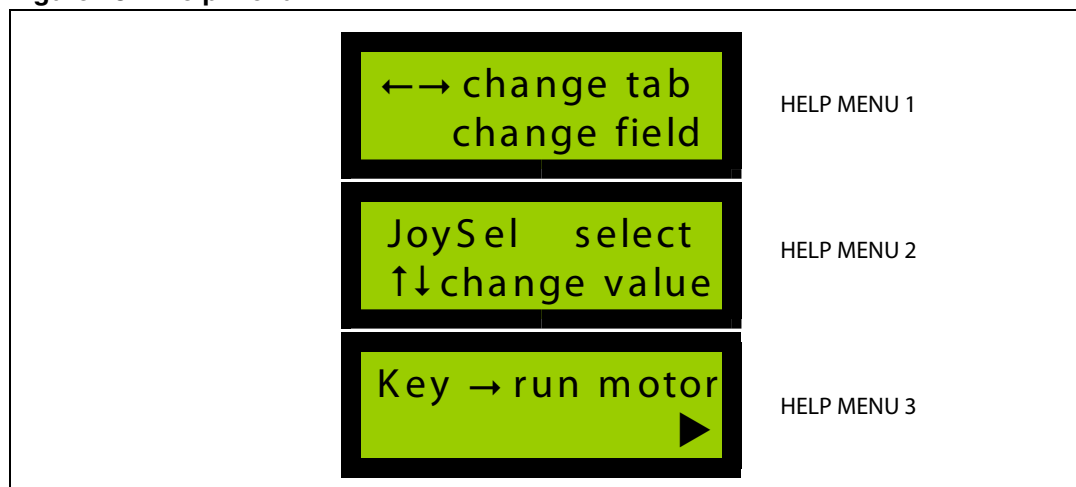 ←→ change tab
change field
HELP MENU 1
JoySel select
↑↓change value
HELP MENU 2
Key → run motor
▶
HELP MENU 3